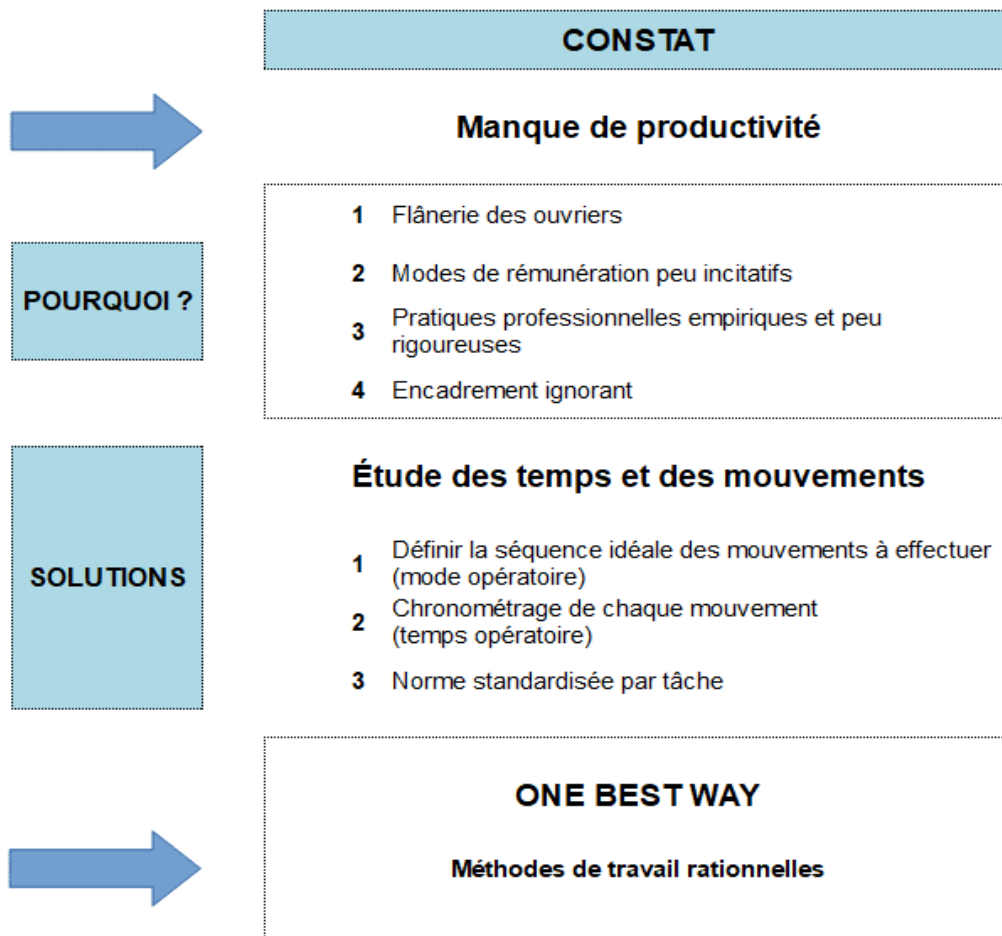 CONSTAT
Manque de productivité
POURQUOI ?
1 Flânerie des ouvriers
2 Modes de rémunération peu incitatifs
3 Pratiques professionnelles empiriques et peu
rigoureuses
4 Encadrement ignorant
SOLUTIONS
Étude des temps et des mouvements
1 Définir la séquence idéale des mouvements à effectuer
(mode opératoire)
2 Chronométrage de chaque mouvement
(temps opératoire)
3 Norme standardisée par tâche
ONE BEST WAY
Méthodes de travail rationnelles